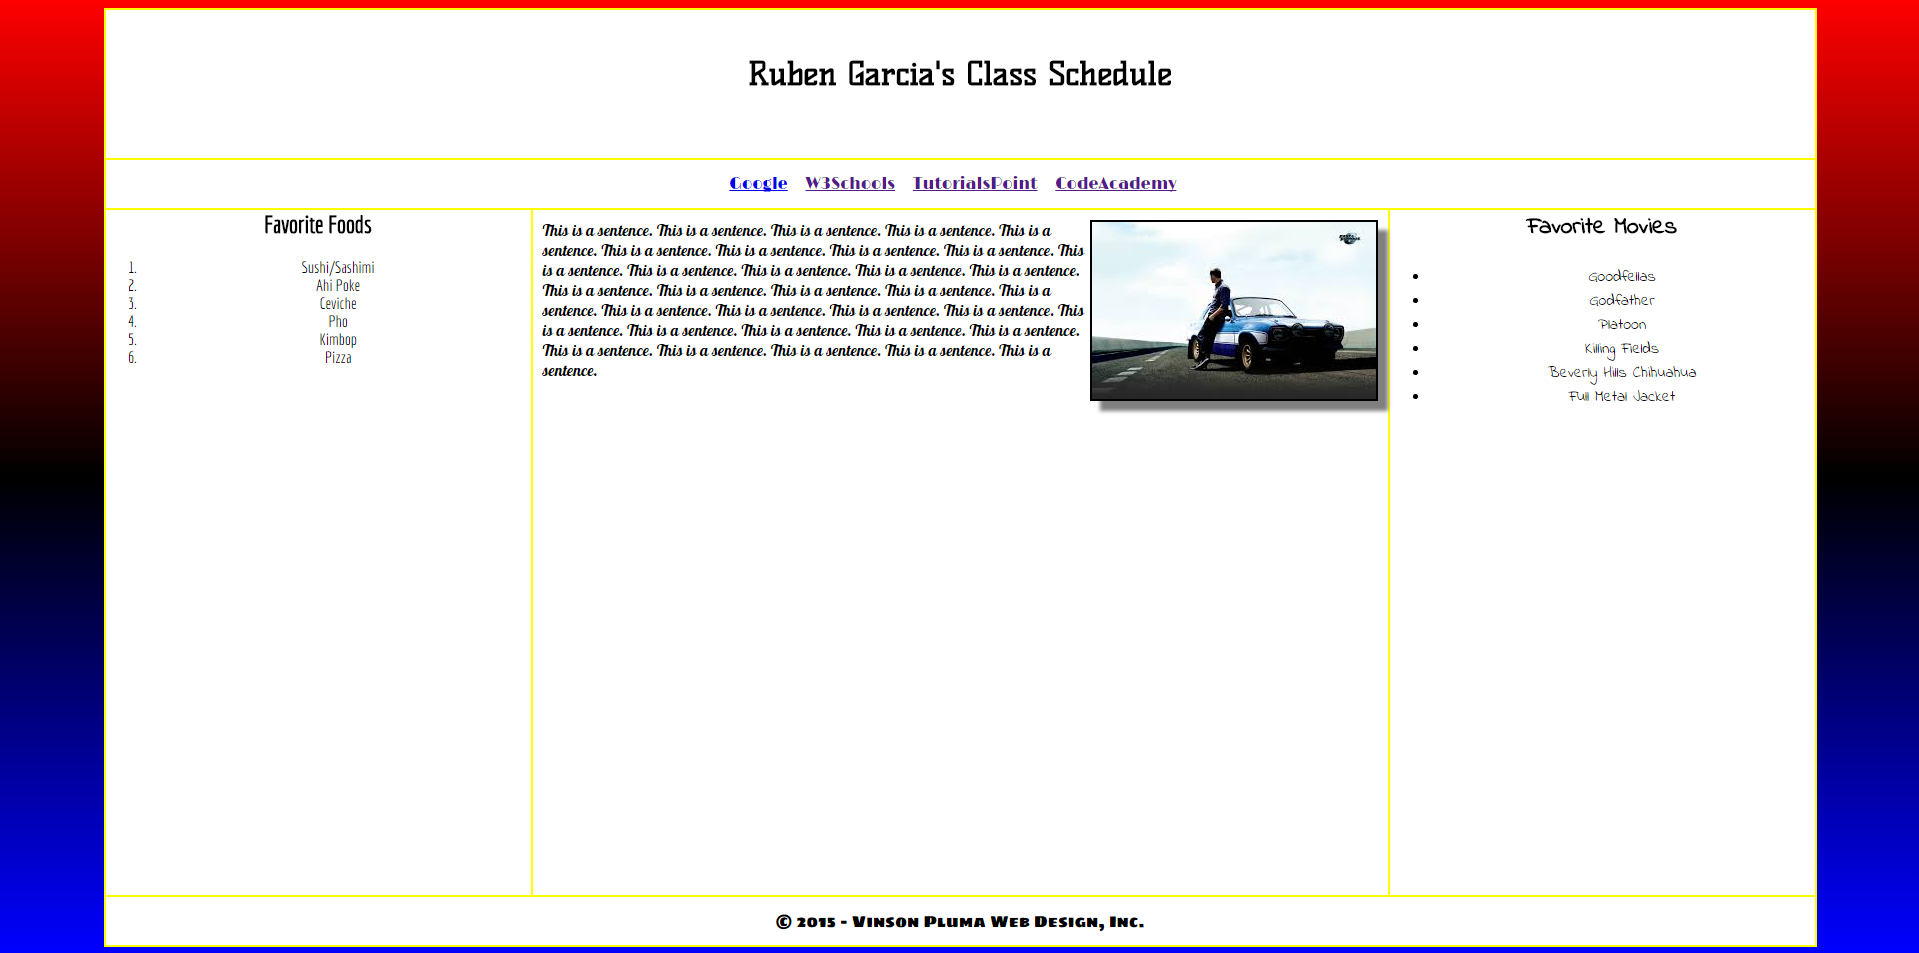 Ruben Garcia's Class Schedule
Google W3Schools TutorialsPoint CodeAcademy
Favorite Foods
1. Sushi/Sashimi
2. Ahi Poke
3. Ceviche
4. Pho
5. Kimbop
6. Pizza
This is a sentence. This is a sentence. This is a sentence. This is a sentence. This is a
sentence. This is a sentence. This is a sentence. This is a sentence. This is a sentence. This
is a sentence. This is a sentence. This is a sentence. This is a sentence. This is a sentence.
This is a sentence. This is a sentence. This is a sentence. This is a sentence. This is a
sentence. This is a sentence. This is a sentence. This is a sentence. This is a sentence. This
is a sentence. This is a sentence. This is a sentence. This is a sentence. This is a sentence.
This is a sentence. This is a sentence. This is a sentence. This is a sentence. This is a
sentence.
Favorite Movies
• Goodfellas
• Godfather
• Platoon
• Killing Fields
• Beverly Hills Chihuahua
• Full Metal Jacket
© 2015 - Vinson Pluma Web Design, Inc.